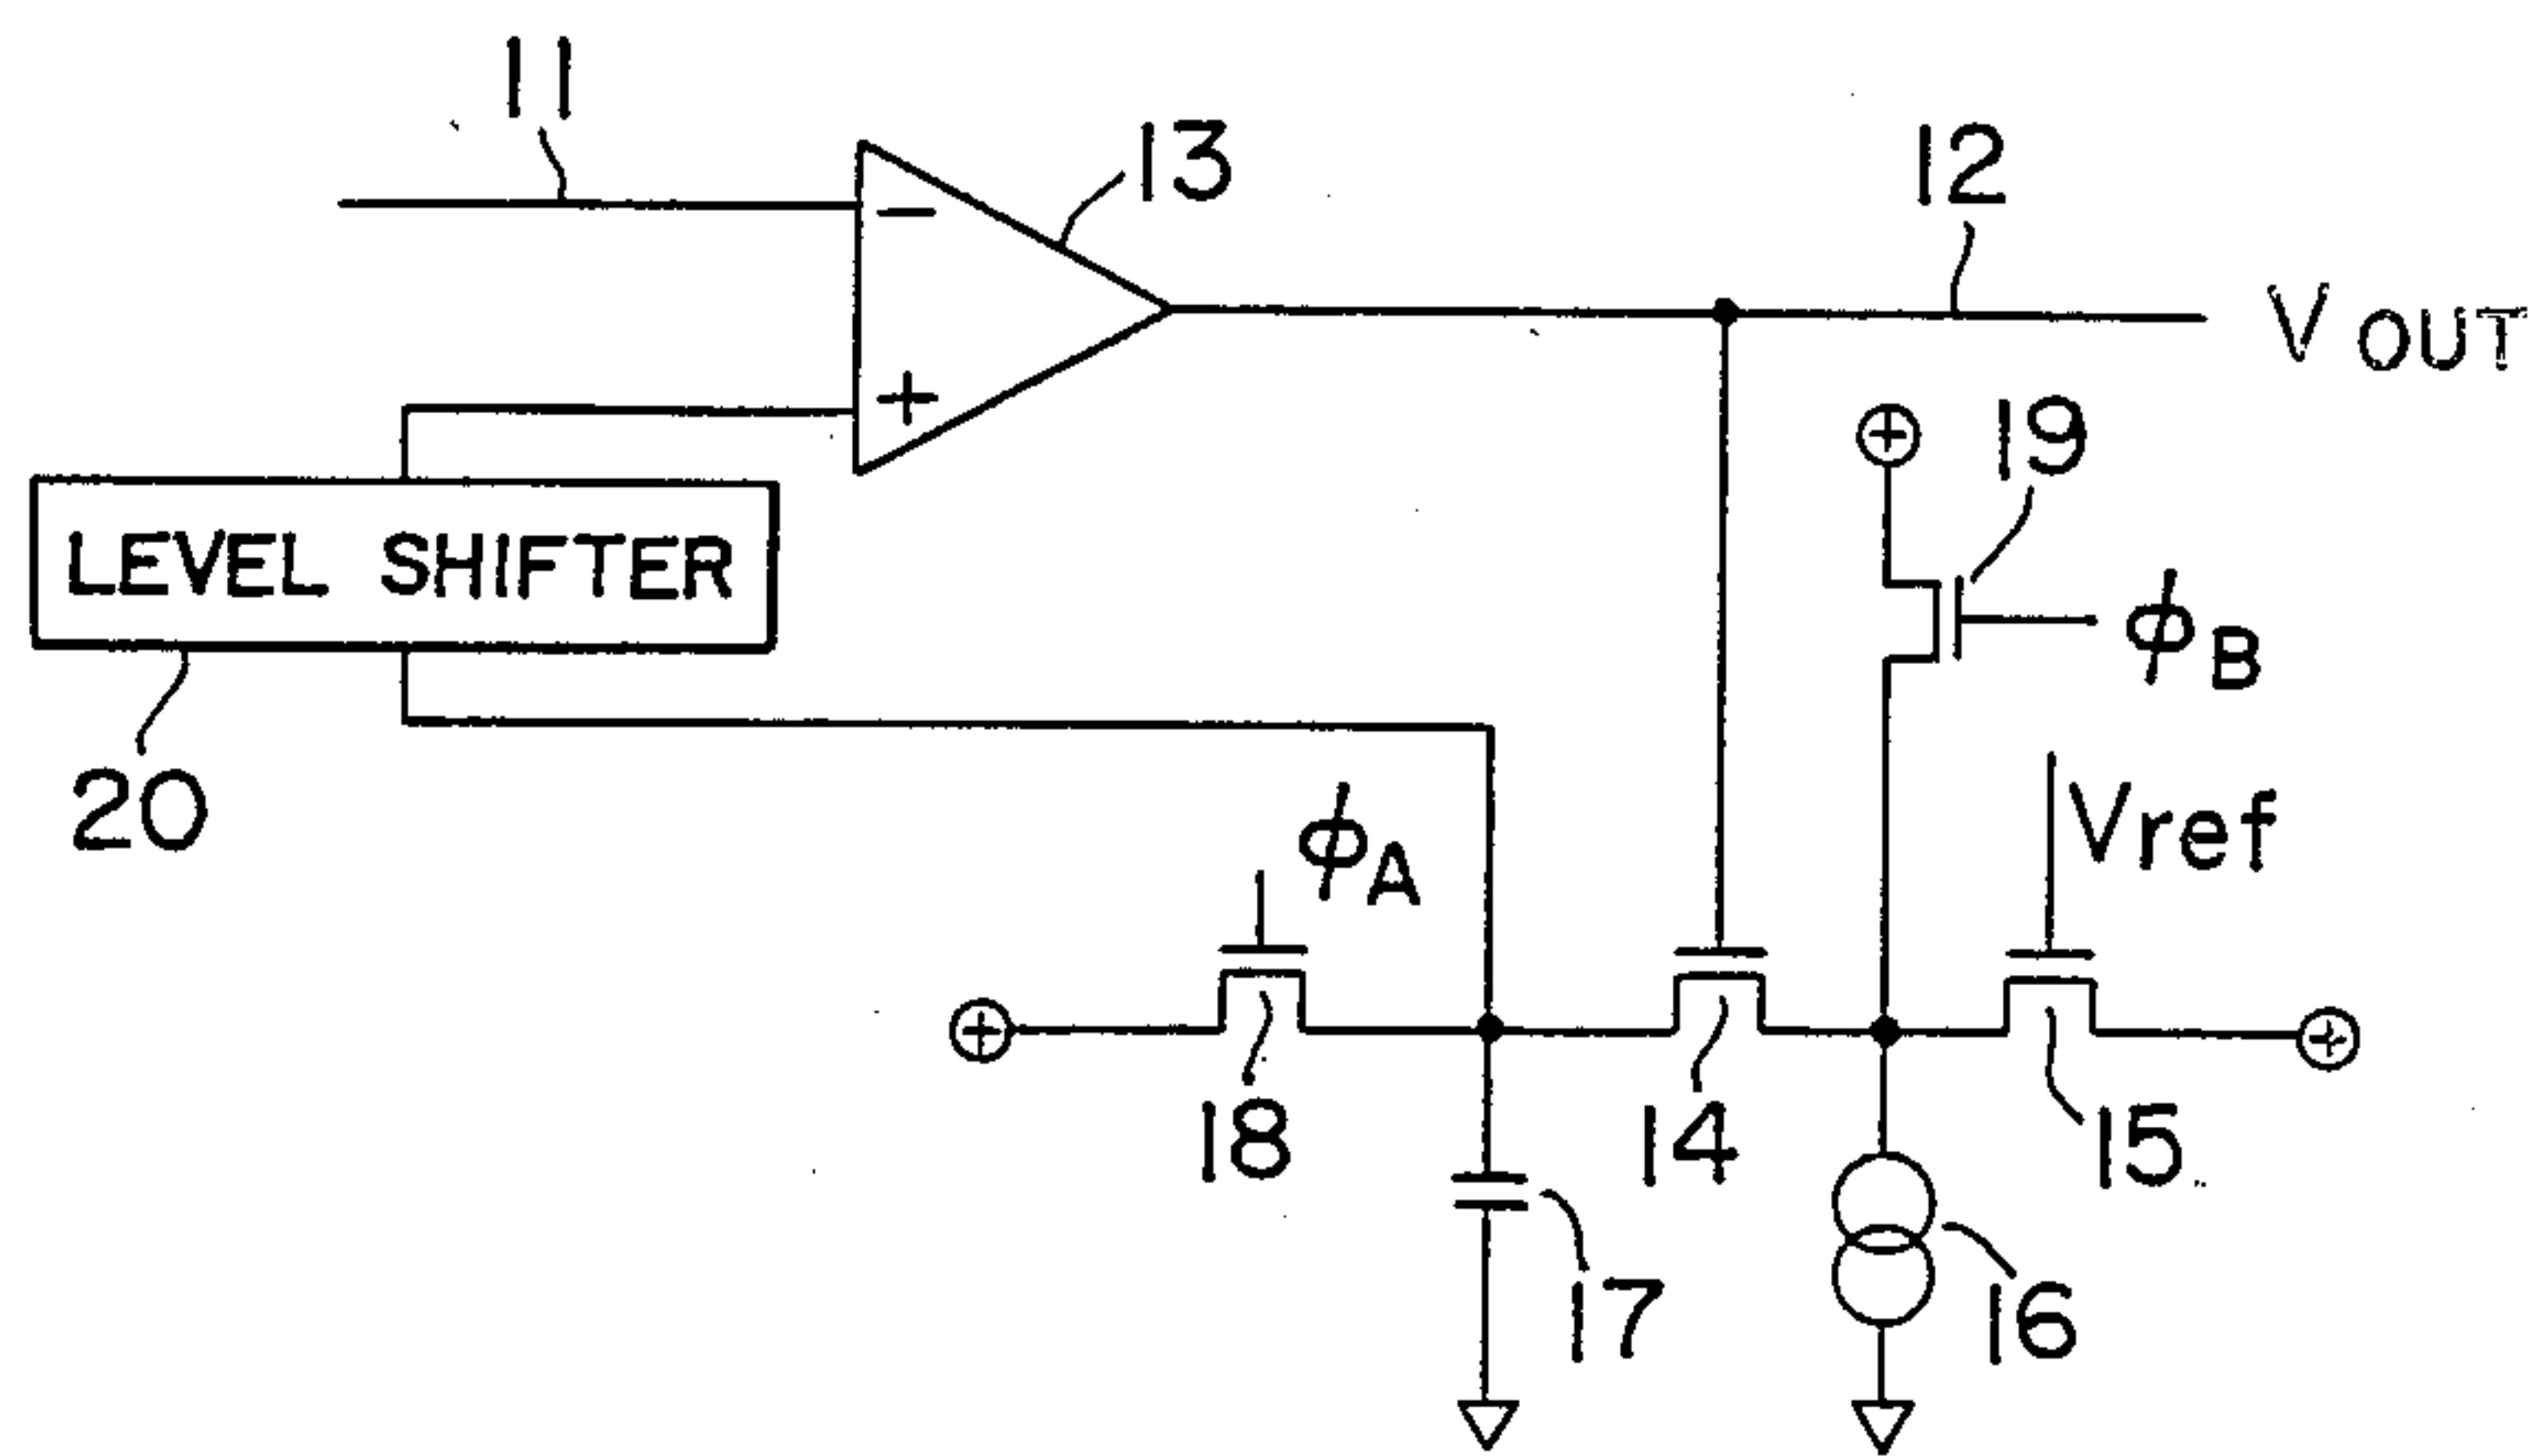 11
13
12
−
V OUT
+
19
LEVEL SHIFTER
ϕB
20
ϕA
Vref
18
14
15
17
16